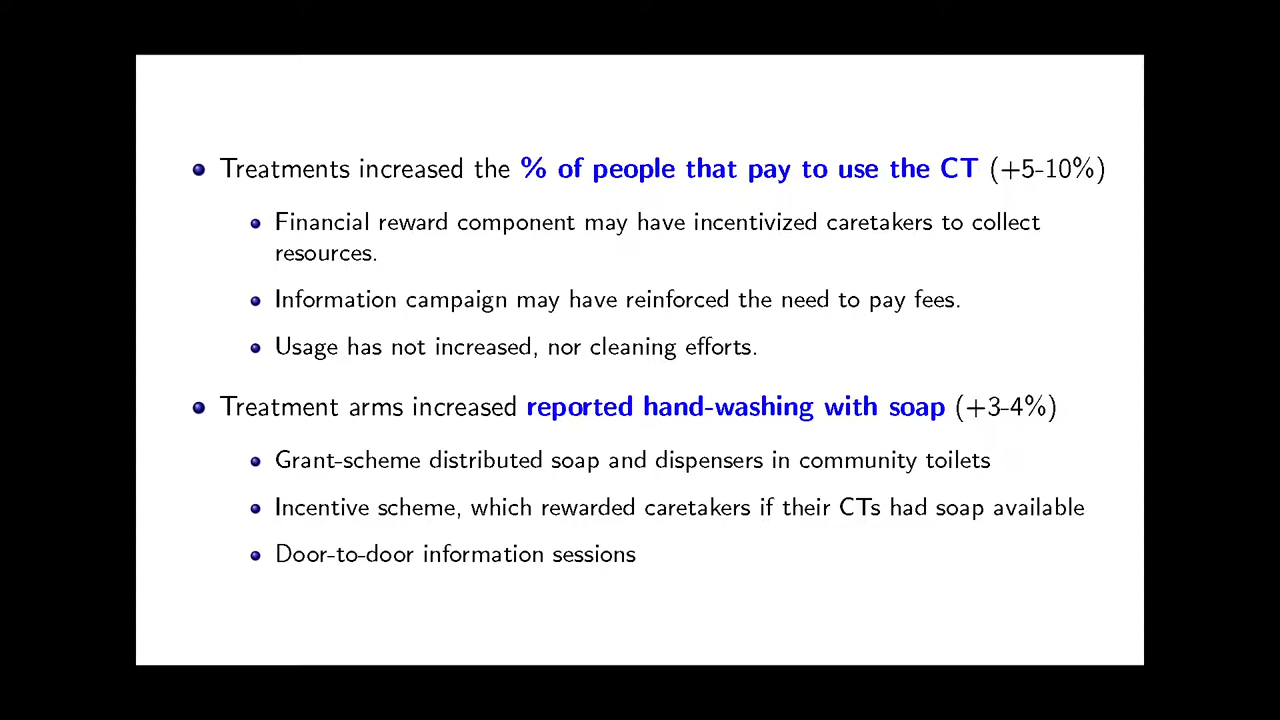 Treatments increased the % of people that pay to use the CT (+5-10%)
Financial reward component may have incentivized caretakers to collect
resources.
Information campaign may have reinforced the need to pay fees.
Usage has not increased, nor cleaning efforts.
Treatment arms increased reported hand-washing with soap (+3-4%)
Grant-scheme distributed soap and dispensers in community toilets
Incentive scheme, which rewarded caretakers if their CTs had soap available
Door-to-door information sessions